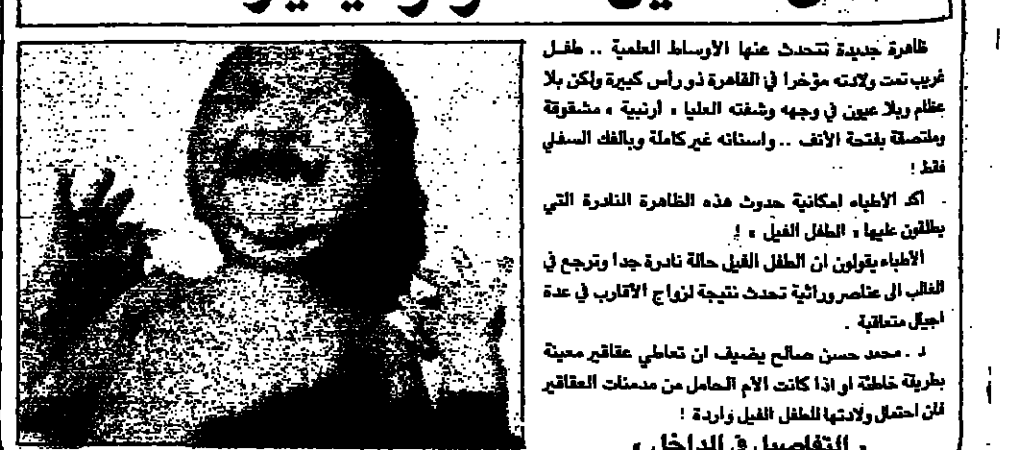 ظاهرة جديدة تتحدث عنها الأوساط العلمية .. طفل
غريب تمت ولادته مؤخرا في القاهرة ذو رأس كبيرة ولكن بلا
عظام وبلا عيون في وجهه وشفته العليا « أرنبية » مشقوقة
وملتصقة بفتحة الأنف .. واسنانه غير كاملة وبالفك السفلي
فقط !
أكد الأطباء امكانية حدوث هذه الظاهرة النادرة التي
يطلقون عليها « الطفل الفيل » !
الأطباء يقولون ان الطفل الفيل حالة نادرة جدا وترجع في
الغالب الى عناصر وراثية تحدث نتيجة لزواج الأقارب في عدة
اجيال متعاقبة .
د . محمد حسن صالح يضيف ان تعاطي عقاقير معينة
بطريقة خاطئة او اذا كانت الأم الحامل من مدمنات العقاقير
فان احتمال ولادتها للطفل الفيل واردة !
« التفاصيل في الداخل »